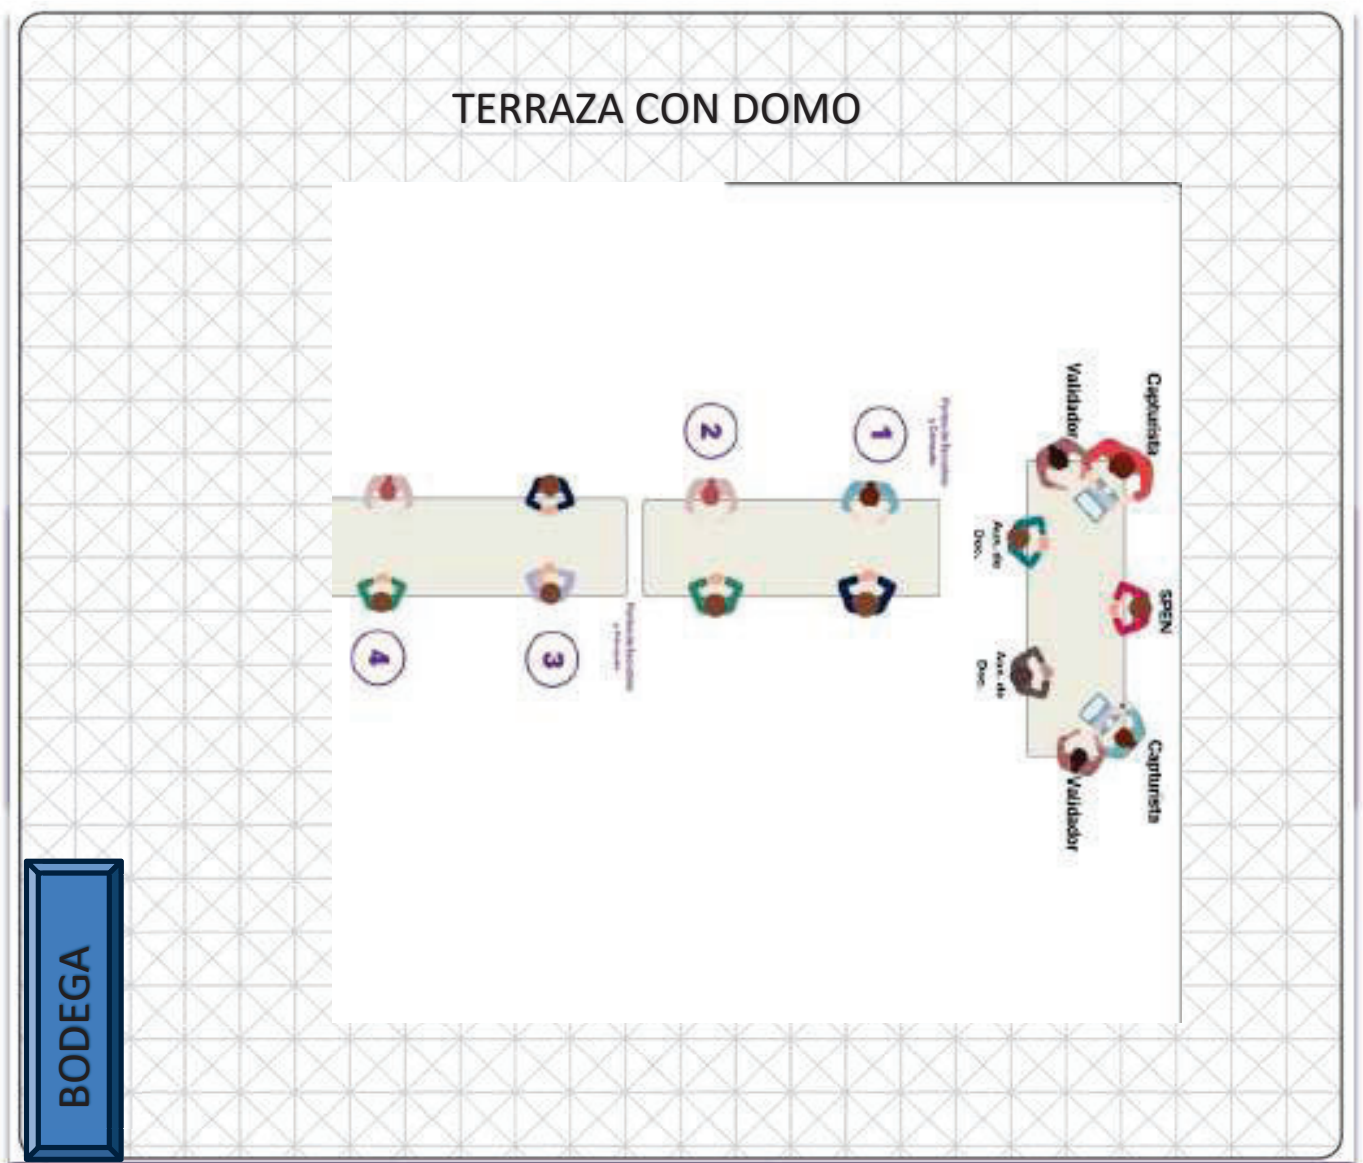 TERRAZA CON DOMO
Capturista
Validador
2
1
Aux. de
Doc.
SPEN
Aux. de
Doc.
4
3
Capturista
Validador
BODEGA